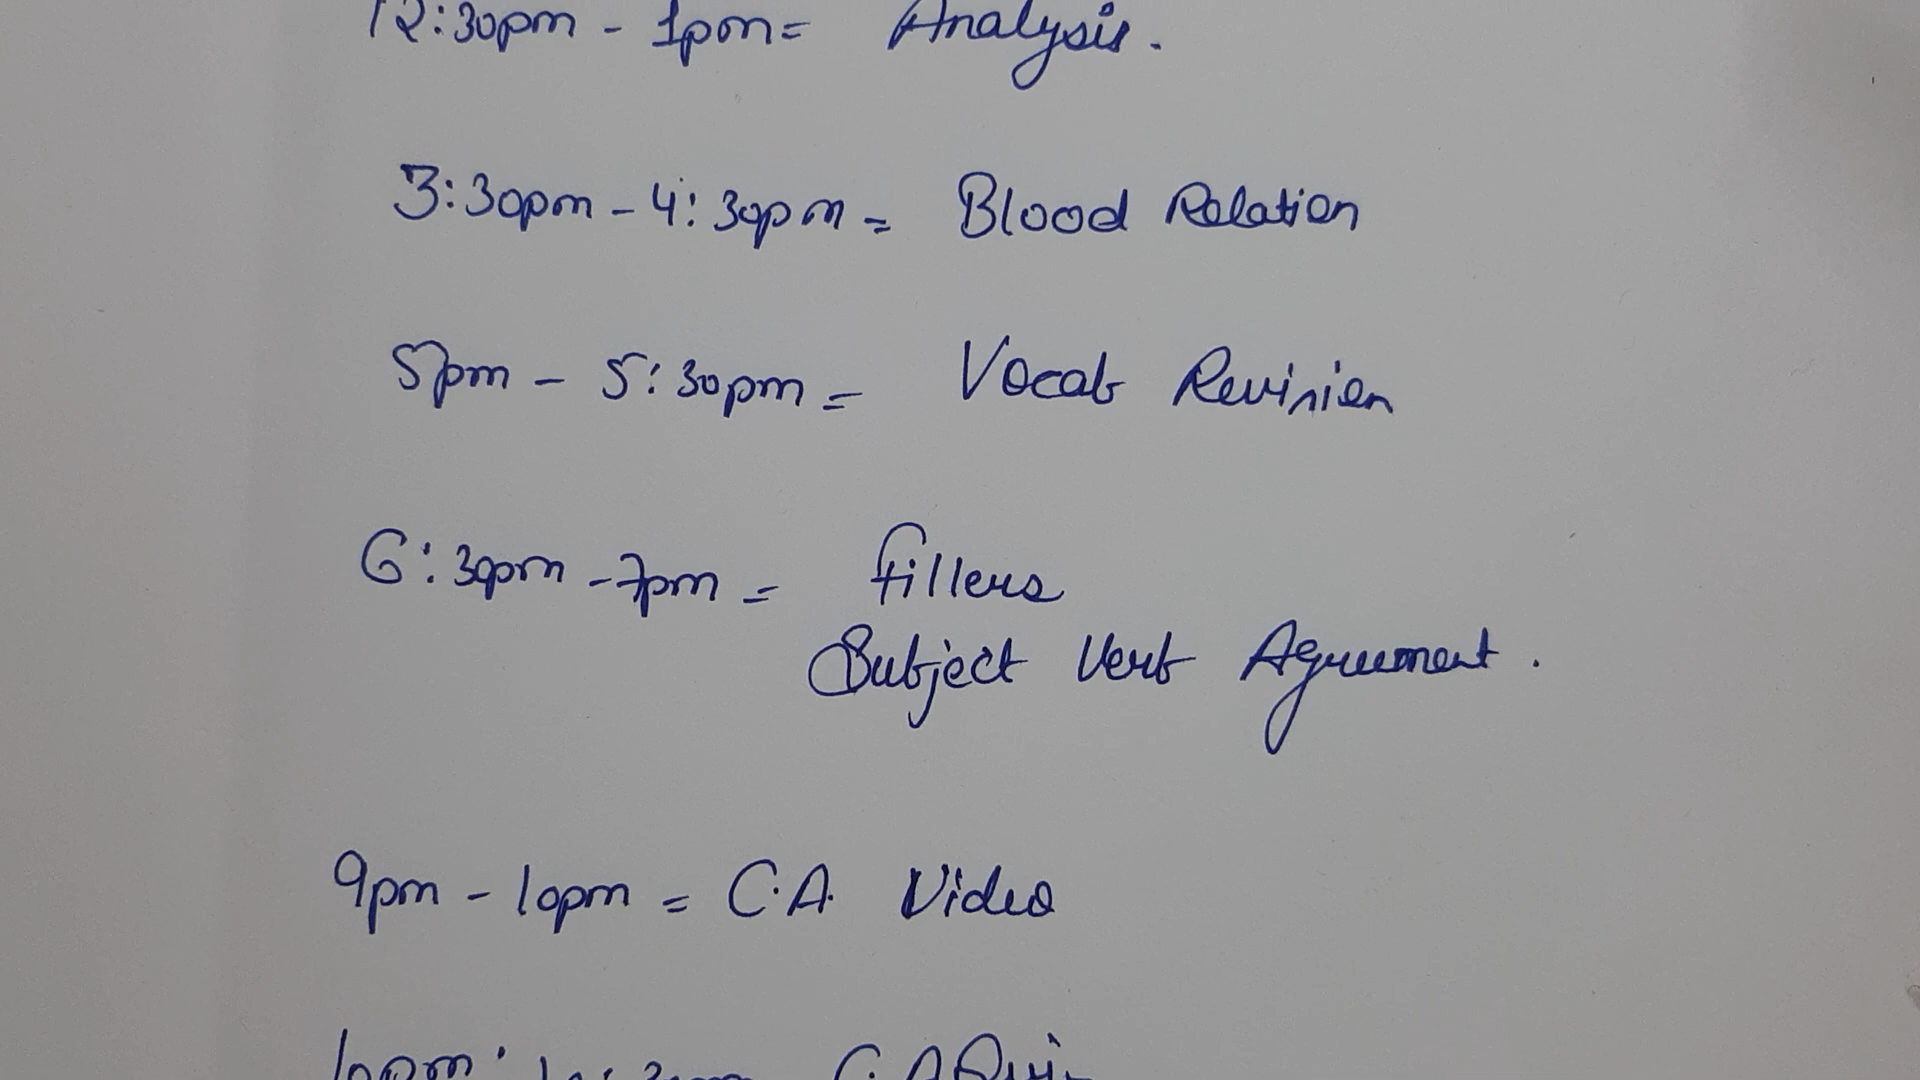 12:30pm - 1pm = Analysis.
3:30pm - 4:30pm = Blood Relation
5pm - 5:30pm = Vocab Revision
6:30pm - 7pm = fillers
Subject Verb Agreement.
9pm - 10pm = C.A. Video
10pm